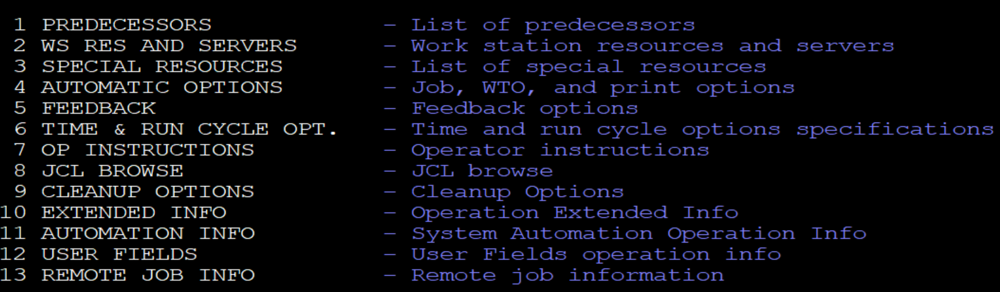 1 PREDECESSORS - List of predecessors
2 WS RES AND SERVERS - Work station resources and servers
3 SPECIAL RESOURCES - List of special resources
4 AUTOMATIC OPTIONS - Job, WTO, and print options
5 FEEDBACK - Feedback options
6 TIME & RUN CYCLE OPT. - Time and run cycle options specifications
7 OP INSTRUCTIONS - Operator instructions
8 JCL BROWSE - JCL browse
9 CLEANUP OPTIONS - Cleanup Options
10 EXTENDED INFO - Operation Extended Info
11 AUTOMATION INFO - System Automation Operation Info
12 USER FIELDS - User Fields operation info
13 REMOTE JOB INFO - Remote job information